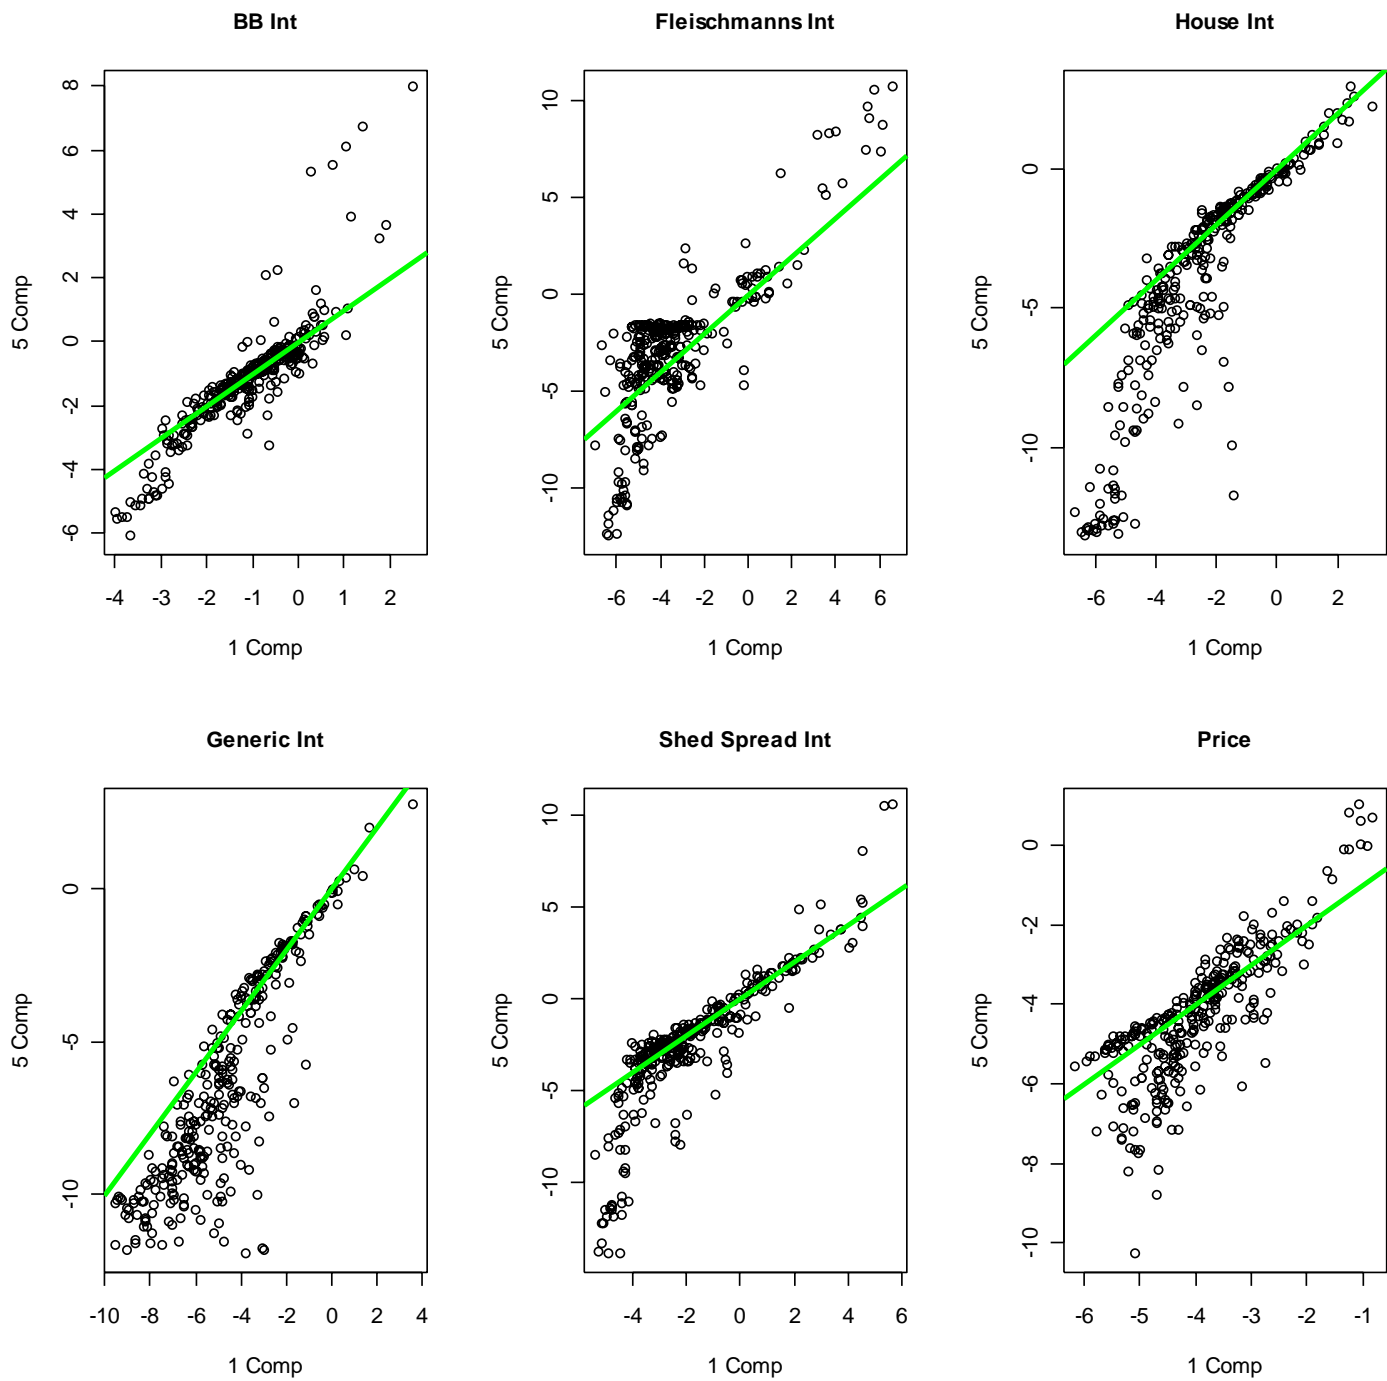 BB Int
8
6
4
2
0
-2
-4
-6
5 Comp
-4 -3 -2 -1 0 1 2
1 Comp
Fleischmanns Int
10
5
0
-5
-10
5 Comp
-6 -4 -2 0 2 4 6
1 Comp
House Int
0
-5
-10
5 Comp
-6 -4 -2 0 2
1 Comp
Generic Int
0
-5
-10
5 Comp
-10 -8 -6 -4 -2 0 2 4
1 Comp
Shed Spread Int
10
5
0
-5
-10
5 Comp
-4 -2 0 2 4 6
1 Comp
Price
0
-2
-4
-6
-8
-10
5 Comp
-6 -5 -4 -3 -2 -1
1 Comp